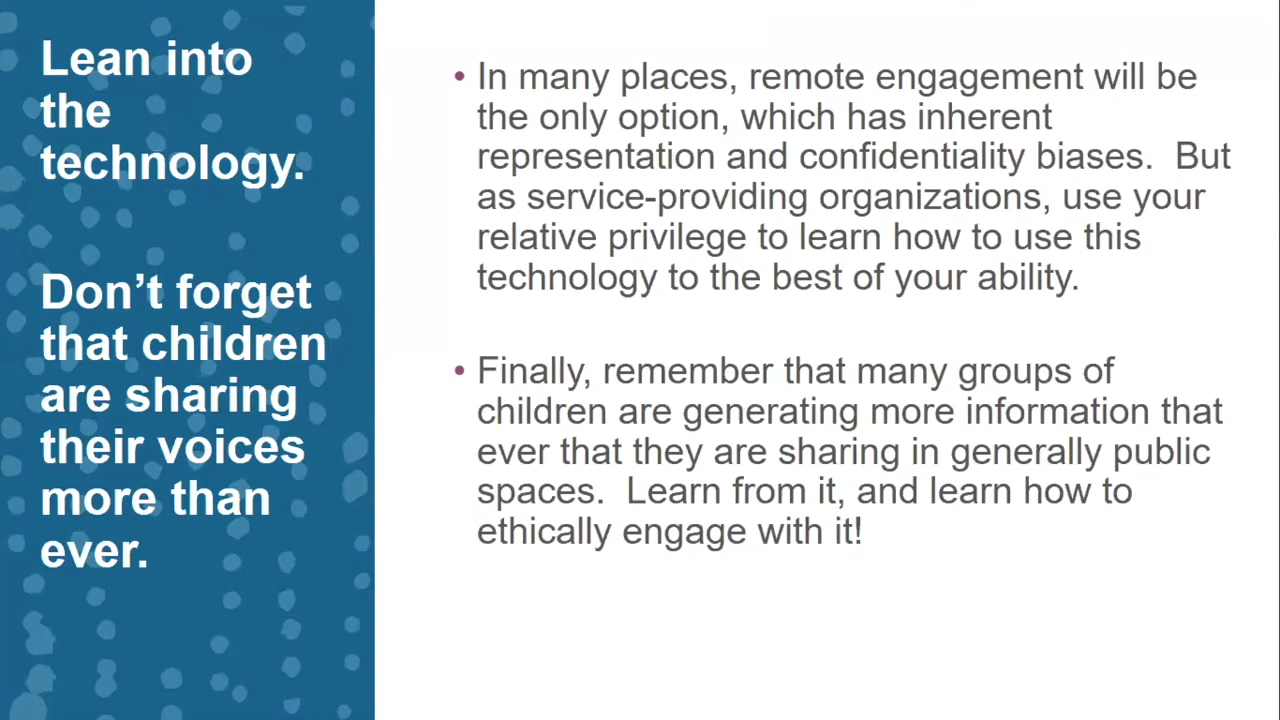 Lean into
the
technology.
Don’t forget
that children
are sharing
their voices
more than
ever.
• In many places, remote engagement will be
the only option, which has inherent
representation and confidentiality biases.  But
as service-providing organizations, use your
relative privilege to learn how to use this
technology to the best of your ability.
• Finally, remember that many groups of
children are generating more information that
ever that they are sharing in generally public
spaces.  Learn from it, and learn how to
ethically engage with it!